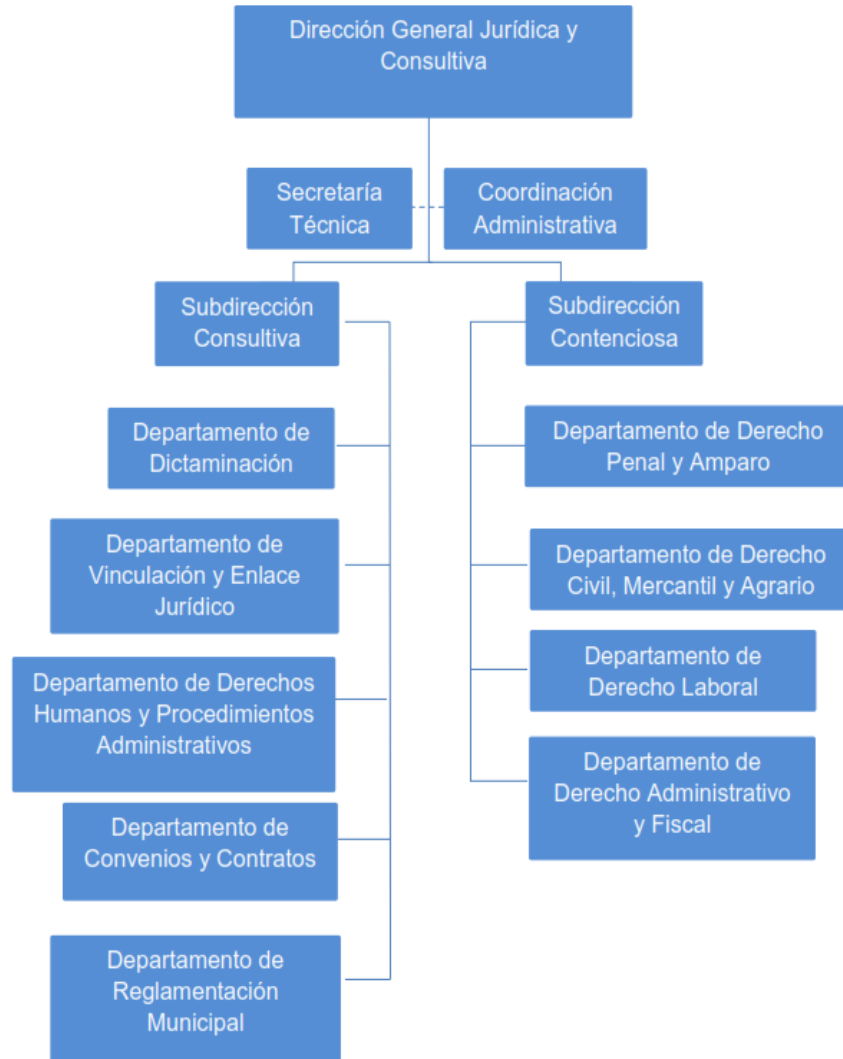 Dirección General Jurídica y
Consultiva
Secretaría
Técnica
Coordinación
Administrativa
Subdirección
Consultiva
Subdirección
Contenciosa
Departamento de
Dictaminación
Departamento de
Vinculación y Enlace
Jurídico
Departamento de Derechos
Humanos y Procedimientos
Administrativos
Departamento de
Convenios y Contratos
Departamento de
Reglamentación
Municipal
Departamento de Derecho
Penal y Amparo
Departamento de Derecho
Civil, Mercantil y Agrario
Departamento de
Derecho Laboral
Departamento de
Derecho Administrativo
y Fiscal